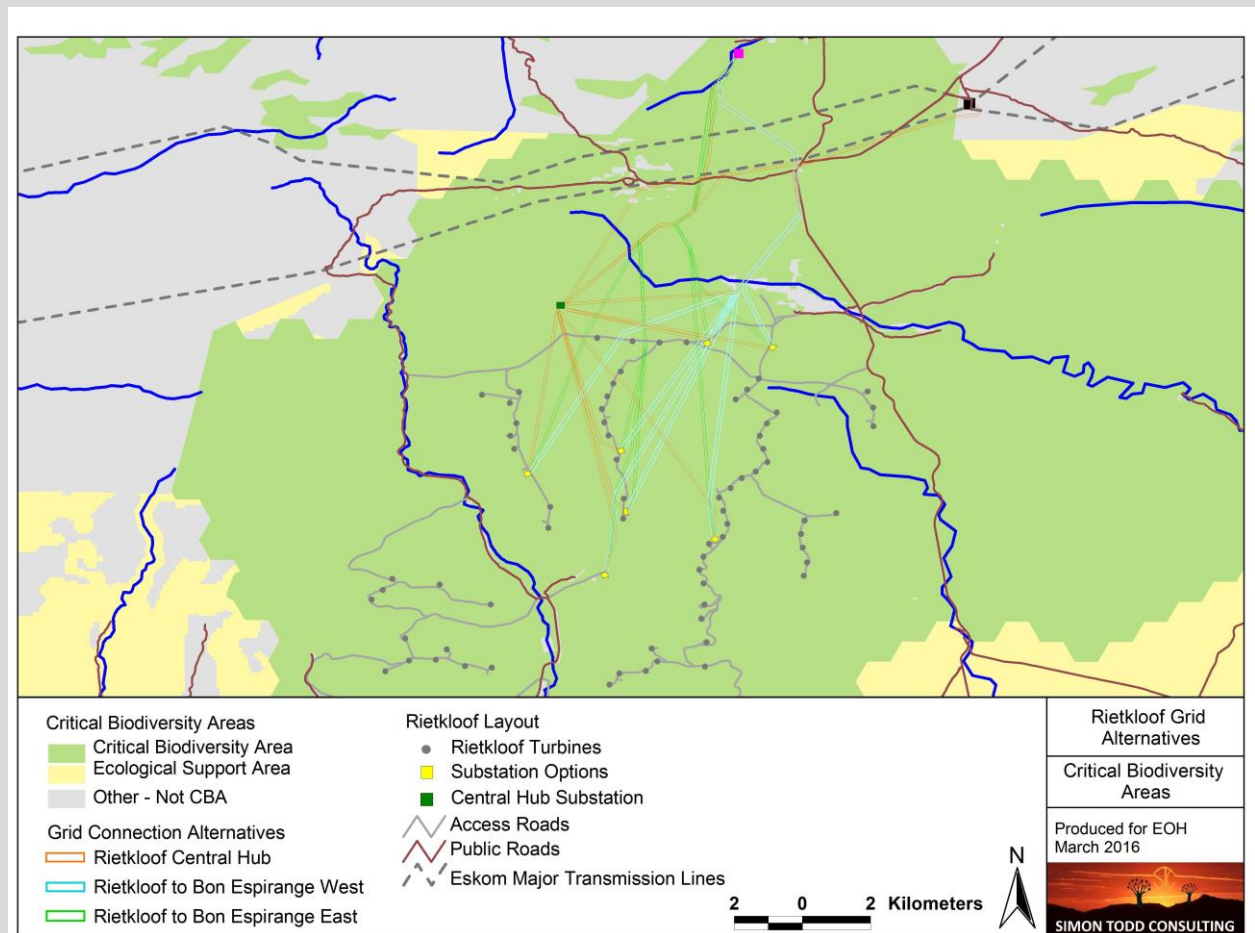 Critical Biodiversity Areas
Critical Biodiversity Area
Ecological Support Area
Other - Not CBA
Grid Connection Alternatives
Rietkloof Central Hub
Rietkloof to Bon Espirange West
Rietkloof to Bon Espirange East
Rietkloof Layout
Rietkloof Turbines
Substation Options
Central Hub Substation
Access Roads
Public Roads
Eskom Major Transmission Lines
2 0 2 Kilometers
N
Rietkloof Grid
Alternatives
Critical Biodiversity
Areas
Produced for EOH
March 2016
SIMON TODD CONSULTING